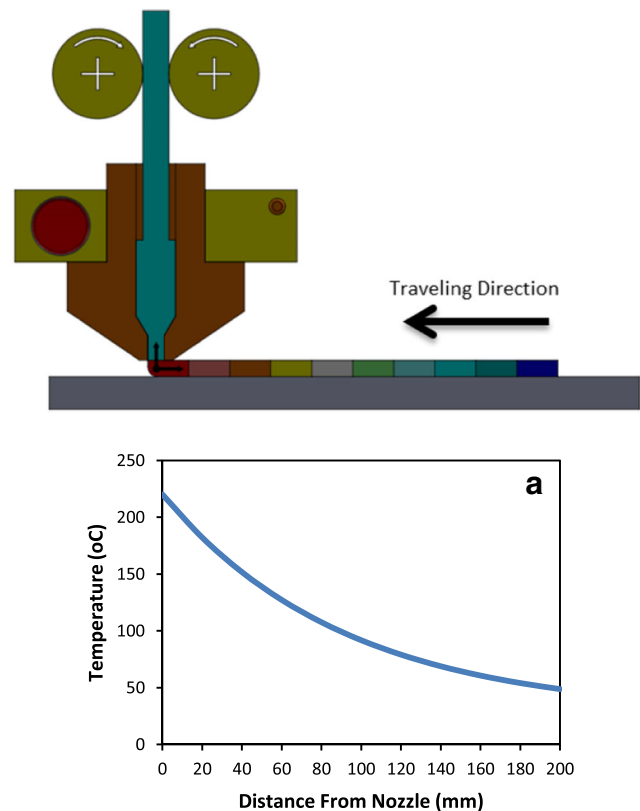 Traveling Direction
a
250
200
150
100
50
0
Temperature (oC)
0 20 40 60 80 100 120 140 160 180 200
Distance From Nozzle (mm)